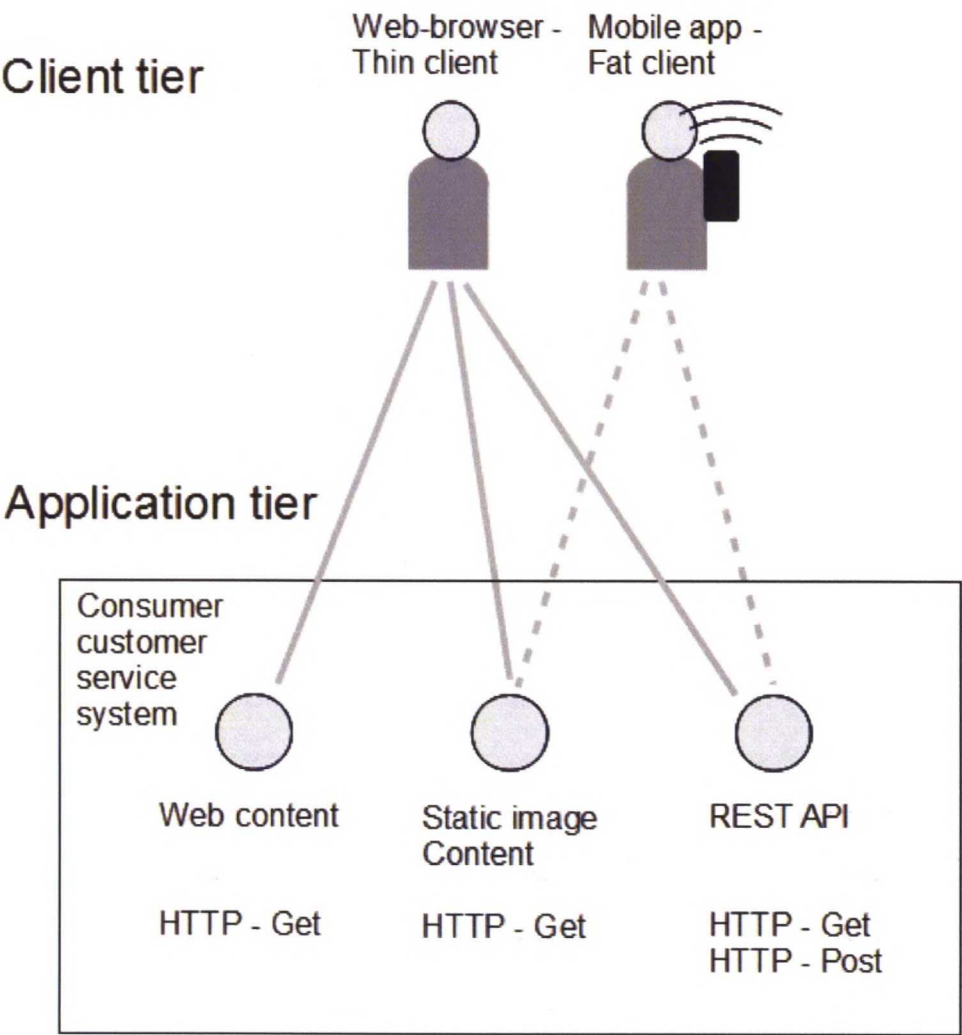 Web-browser -
Thin client
Mobile app -
Fat client
Client tier
Application tier
Consumer
customer
service
system
Web content
HTTP - Get
Static image
Content
HTTP - Get
REST API
HTTP - Get
HTTP - Post